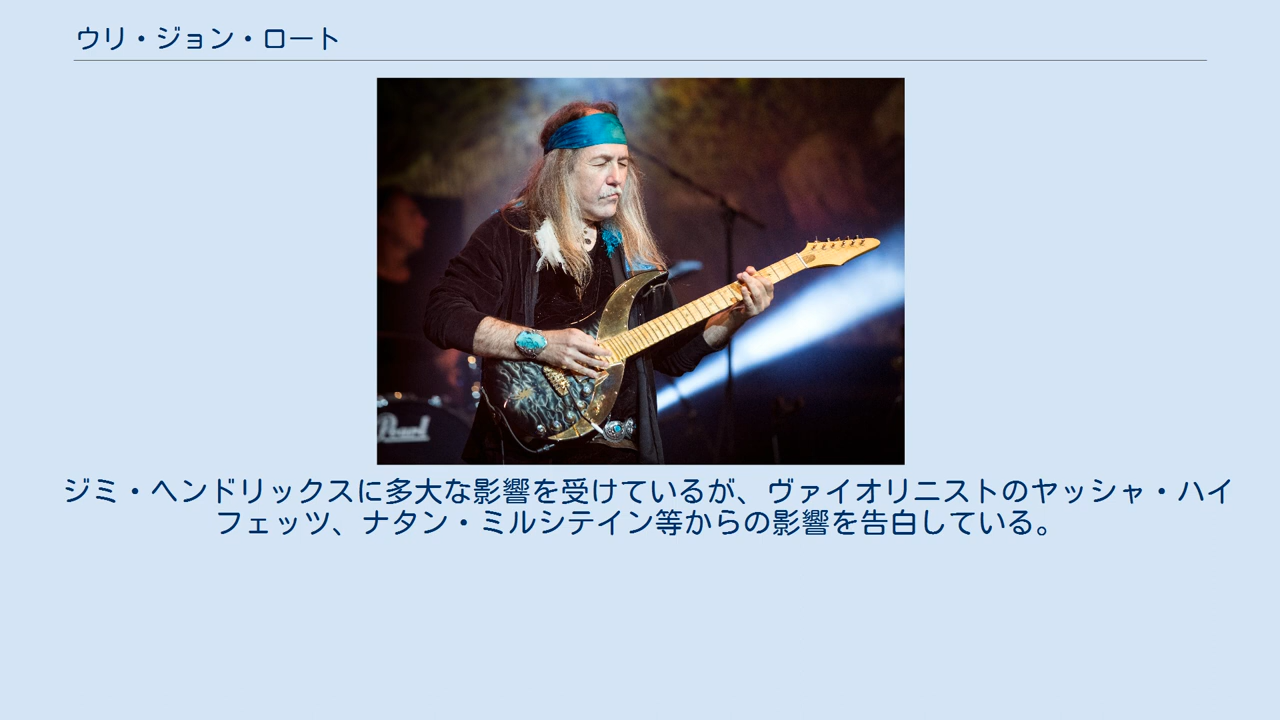 ウリ・ジョン・ロート
Pearl
ジミ・ヘンドリックスに多大な影響を受けているが、ヴァイオリニストのヤッシャ・ハイ
フェッツ、ナタン・ミルシテイン等からの影響を告白している。